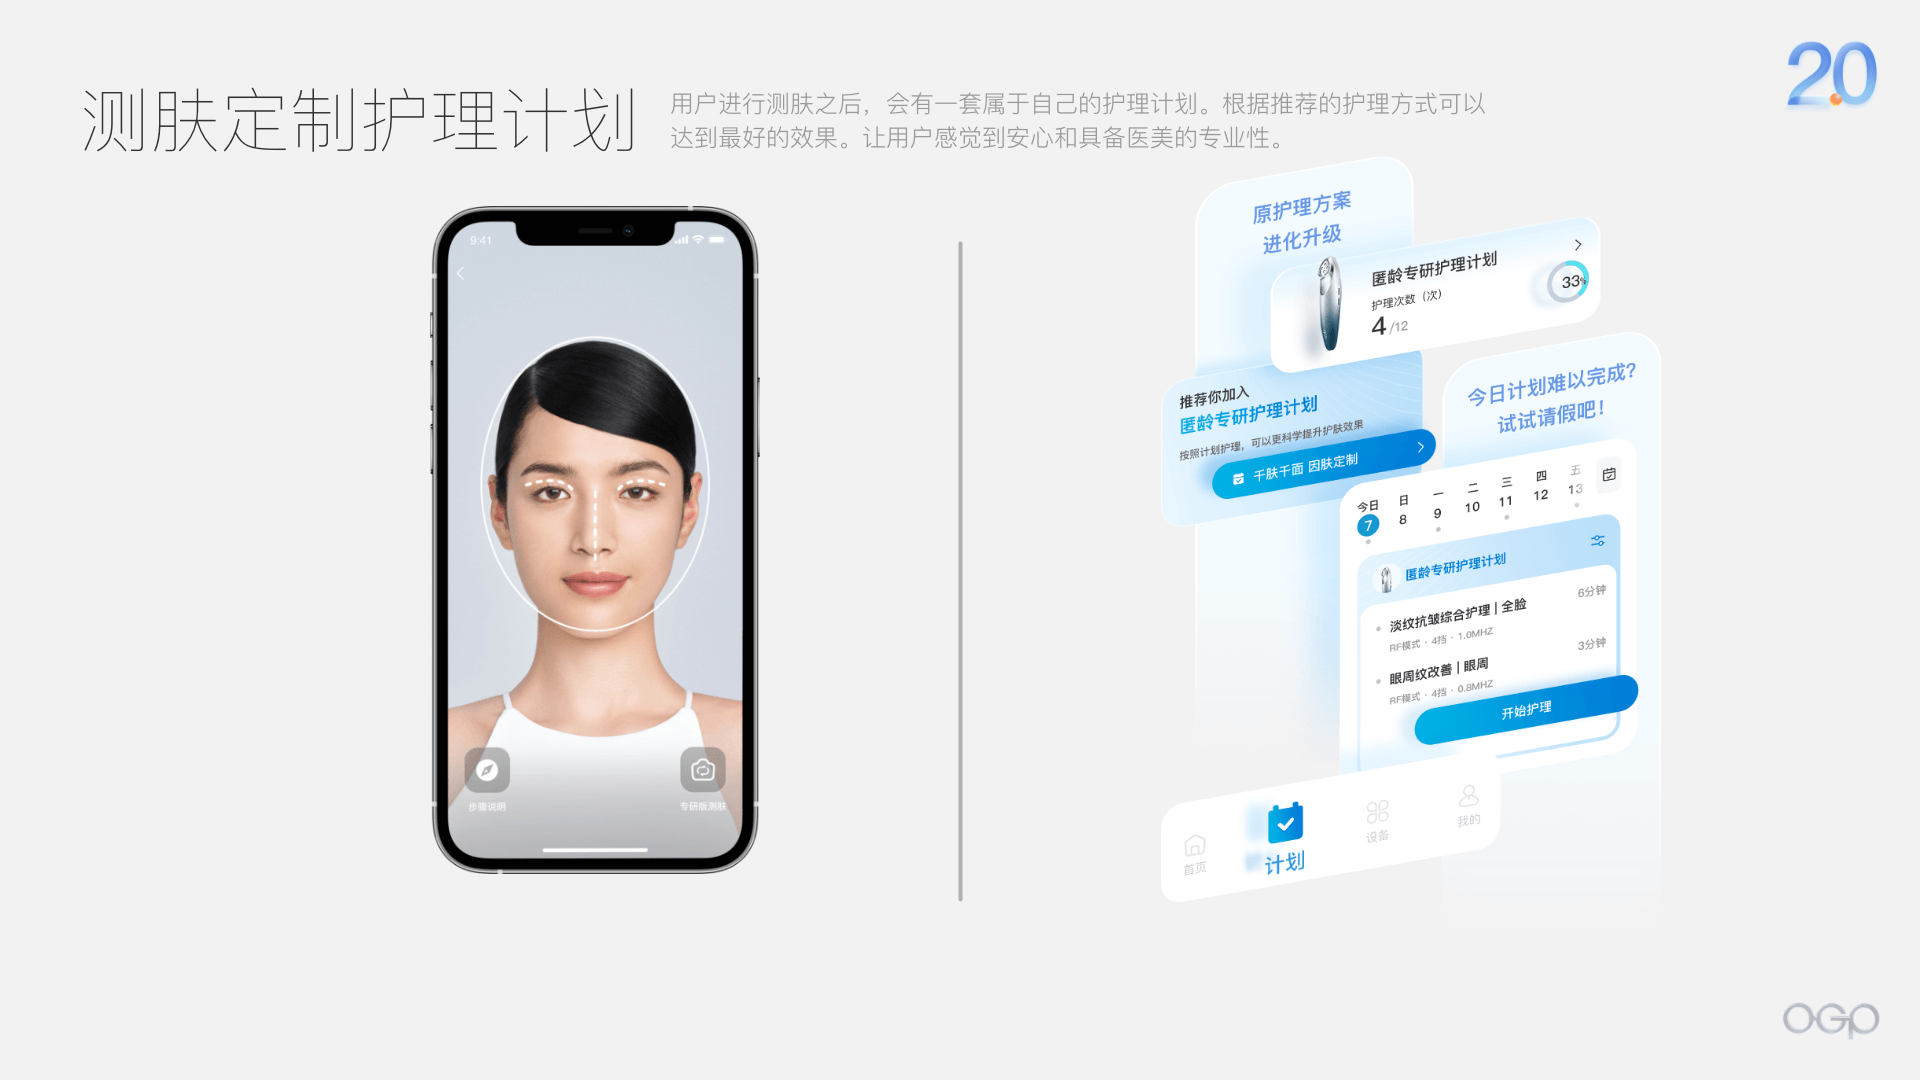 测肤定制护理计划
用户进行测肤之后，会有一套属于自己的护理计划。根据推荐的护理方式可以
达到最好的效果。让用户感觉到安心和具备医美的专业性。
2.0
9:41
步骤说明
专研版测肤
原护理方案
进化升级
匿龄专研护理计划
护理次数（次）
4/12
33%
推荐你加入
匿龄专研护理计划
按照计划护理，可以更科学提升护肤效果
千肤千面 因肤定制
今日计划难以完成？
试试请假吧！
今日 日 一 二 三 四 五
7 8 9 10 11 12 13
匿龄专研护理计划
淡纹抗皱综合护理 | 全脸
6分钟
RF模式 · 4挡 · 1.0MHZ
眼周纹改善 | 眼周
3分钟
RF模式 · 4挡 · 0.8MHZ
开始护理
首页
计划
设备
我的
OGP